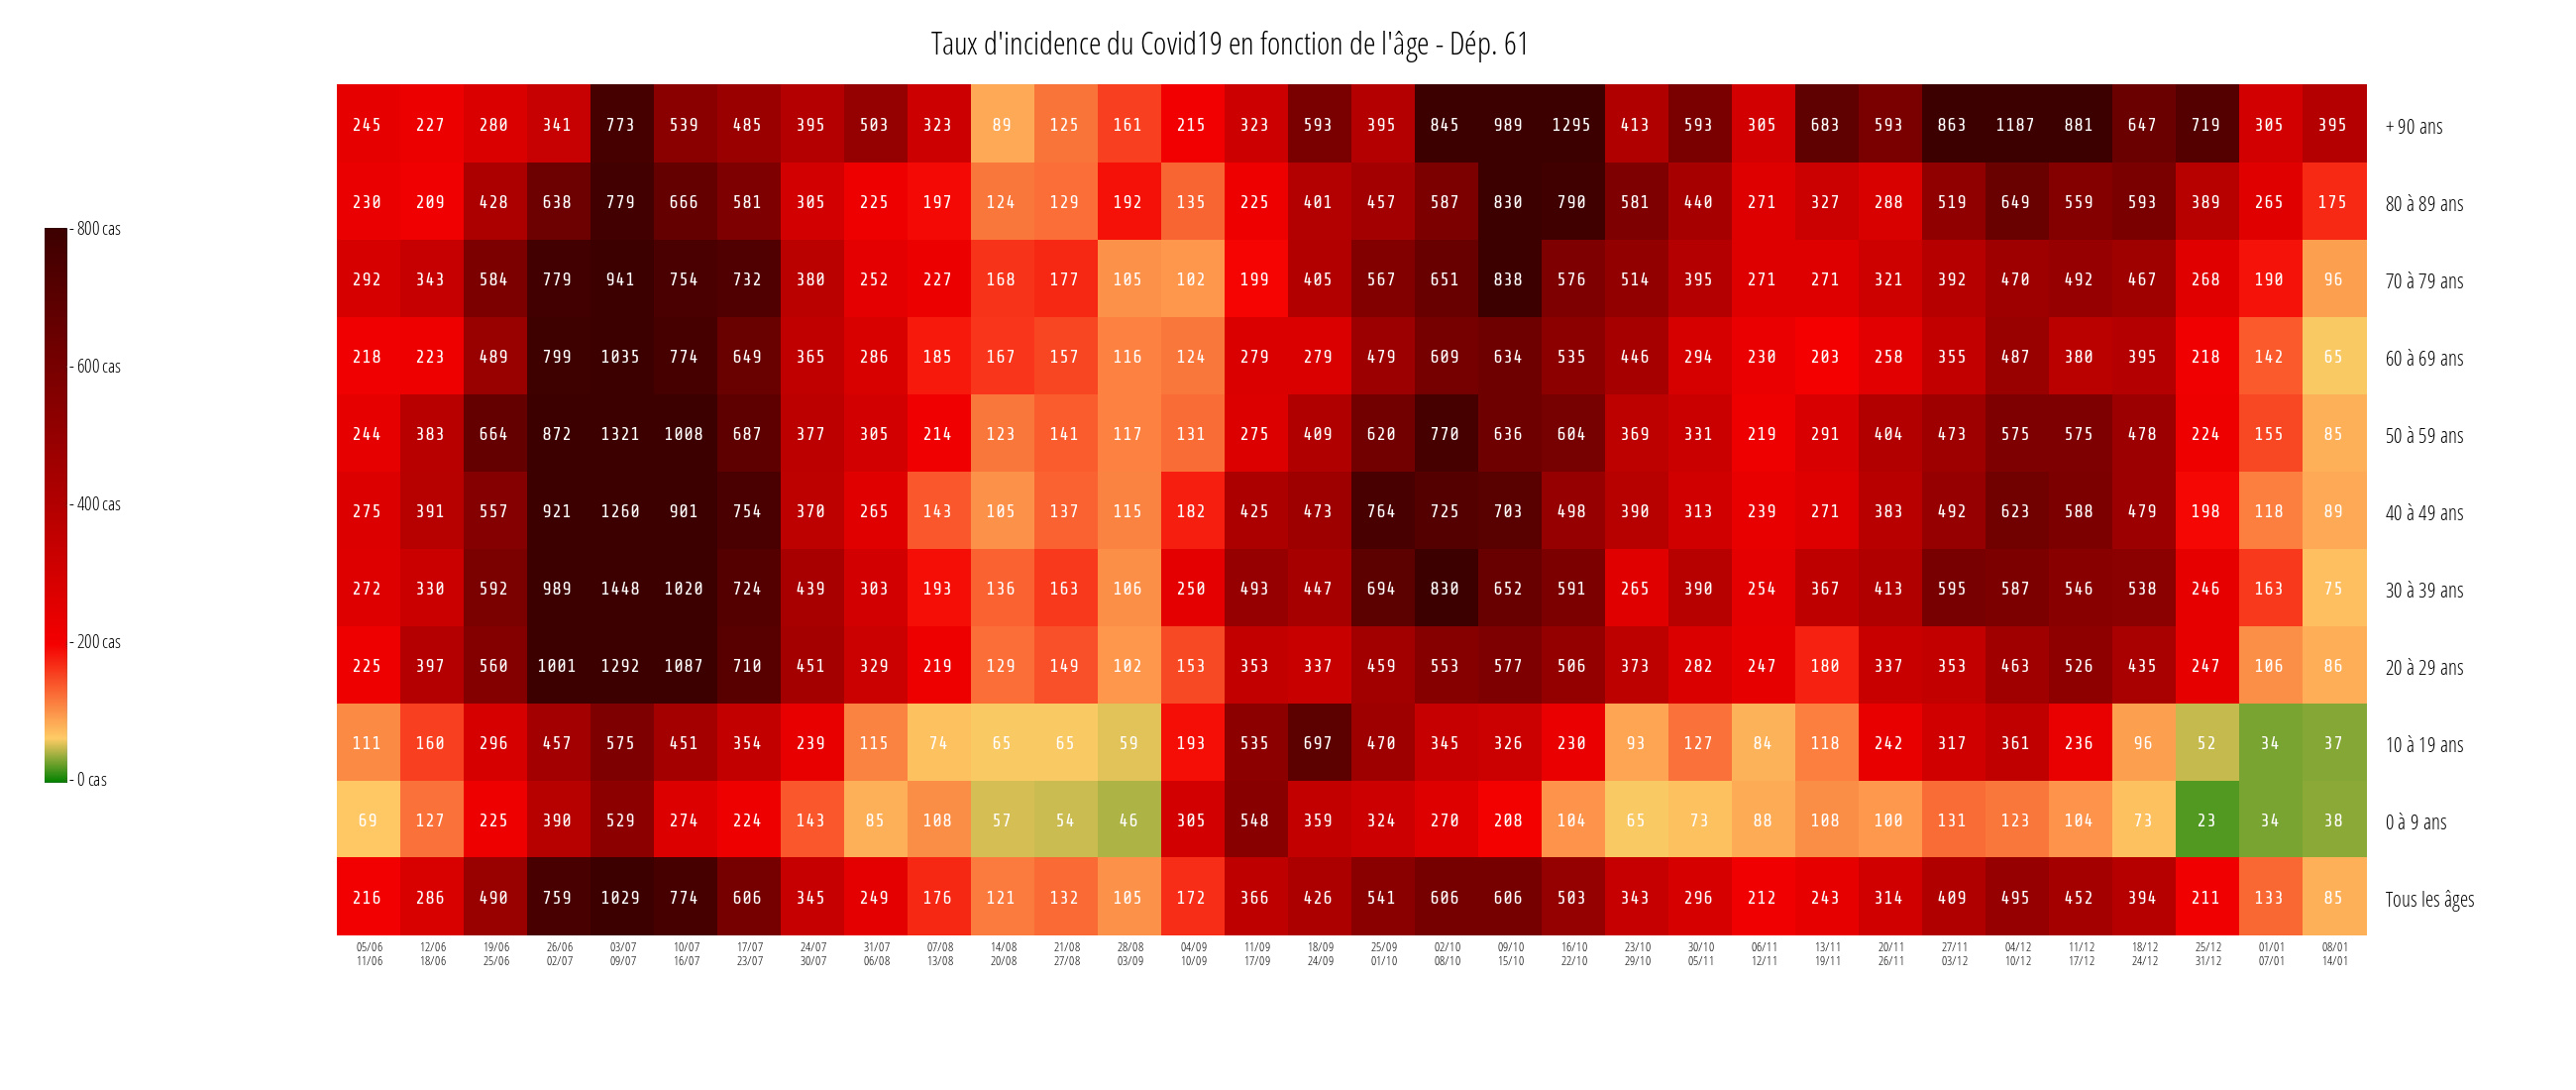 Taux d'incidence du Covid19 en fonction de l'âge - Dép. 61
- 800 cas
- 600 cas
- 400 cas
- 200 cas
- 0 cas
245 227 280 341 773 539 485 395 503 323 89 125 161 215 323 593 395 845 989 1295 413 593 305 683 593 863 1187 881 647 719 305 395 + 90 ans
230 209 428 638 779 666 581 305 225 197 124 129 192 135 225 401 457 587 830 790 581 440 271 327 288 519 649 559 593 389 265 175 80 à 89 ans
292 343 584 779 941 754 732 380 252 227 168 177 105 102 199 405 567 651 838 576 514 395 271 271 321 392 470 492 467 268 190 96 70 à 79 ans
218 223 489 799 1035 774 649 365 286 185 167 157 116 124 279 279 479 609 634 535 446 294 230 203 258 355 487 380 395 218 142 65 60 à 69 ans
244 383 664 872 1321 1008 687 377 305 214 123 141 117 131 275 409 620 770 636 604 369 331 219 291 404 473 575 575 478 224 155 85 50 à 59 ans
275 391 557 921 1260 901 754 370 265 143 105 137 115 182 425 473 764 725 703 498 390 313 239 271 383 492 623 588 479 198 118 89 40 à 49 ans
272 330 592 989 1448 1020 724 439 303 193 136 163 106 250 493 447 694 830 652 591 265 390 254 367 413 595 587 546 538 246 163 75 30 à 39 ans
225 397 560 1001 1292 1087 710 451 329 219 129 149 102 153 353 337 459 553 577 506 373 282 247 180 337 353 463 526 435 247 106 86 20 à 29 ans
111 160 296 457 575 451 354 239 115 74 65 65 59 193 535 697 470 345 326 230 93 127 84 118 242 317 361 236 96 52 34 37 10 à 19 ans
69 127 225 390 529 274 224 143 85 108 57 54 46 305 548 359 324 270 208 104 65 73 88 108 100 131 123 104 73 23 34 38 0 à 9 ans
216 286 490 759 1029 774 606 345 249 176 121 132 105 172 366 426 541 606 606 503 343 296 212 243 314 409 495 452 394 211 133 85 Tous les âges
05/06 12/06 19/06 26/06 03/07 10/07 17/07 24/07 31/07 07/08 14/08 21/08 28/08 04/09 11/09 18/09 25/09 02/10 09/10 16/10 23/10 30/10 06/11 13/11 20/11 27/11 04/12 11/12 18/12 25/12 01/01 08/01
11/06 18/06 25/06 02/07 09/07 16/07 23/07 30/07 06/08 13/08 20/08 27/08 03/09 10/09 17/09 24/09 01/10 08/10 15/10 22/10 29/10 05/11 12/11 19/11 26/11 03/12 10/12 17/12 24/12 31/12 07/01 14/01